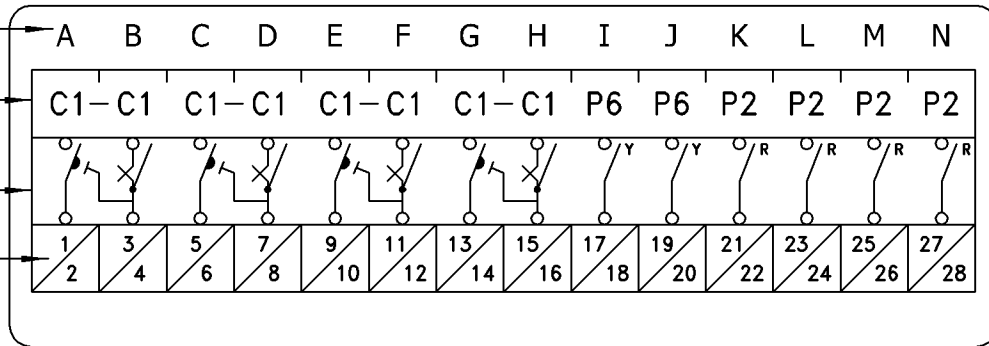 A B C D E F G H I J K L M N
C1-C1 C1-C1 C1-C1 C1-C1 P6 P6 P2 P2 P2 P2
Y Y R R R R
1 3 5 7 9 11 13 15 17 19 21 23 25 27
2 4 6 8 10 12 14 16 18 20 22 24 26 28